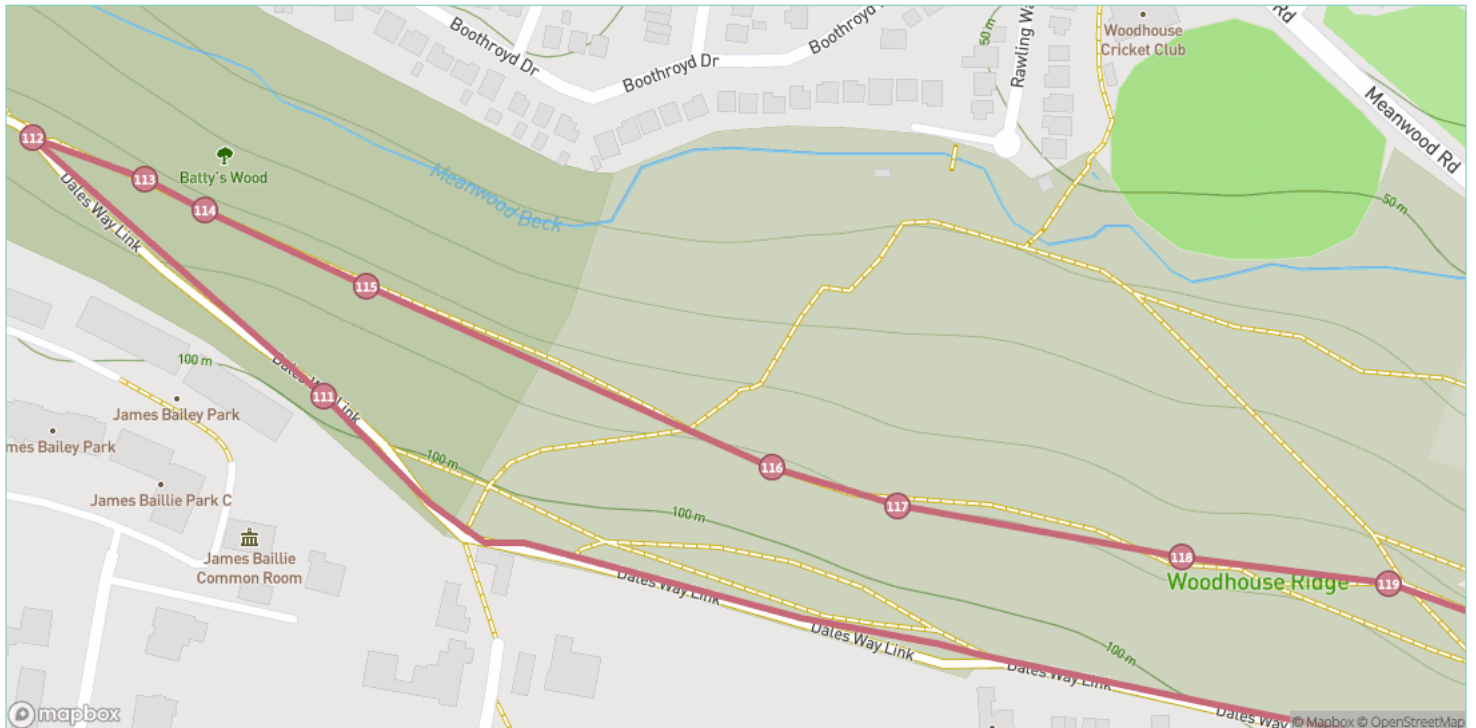 Boothroyd Dr
Boothroyd Dr
Boothroyd
50 m
Rawling Wa
Woodhouse
Cricket Club
Rd
Meanwood Rd
112
113
Batty's Wood
114
Meanwood Beck
50 m
Dales Way Link
115
100 m
Dales Way Link
111
James Bailey Park
mes Bailey Park
100 m
116
James Baillie Park C
117
100 m
James Baillie
Common Room
118
Woodhouse Ridge
119
Dales Way Link
Dales Way Link
100 m
Dales Way Link
Dales Way
mapbox
© Mapbox © OpenStreetMap